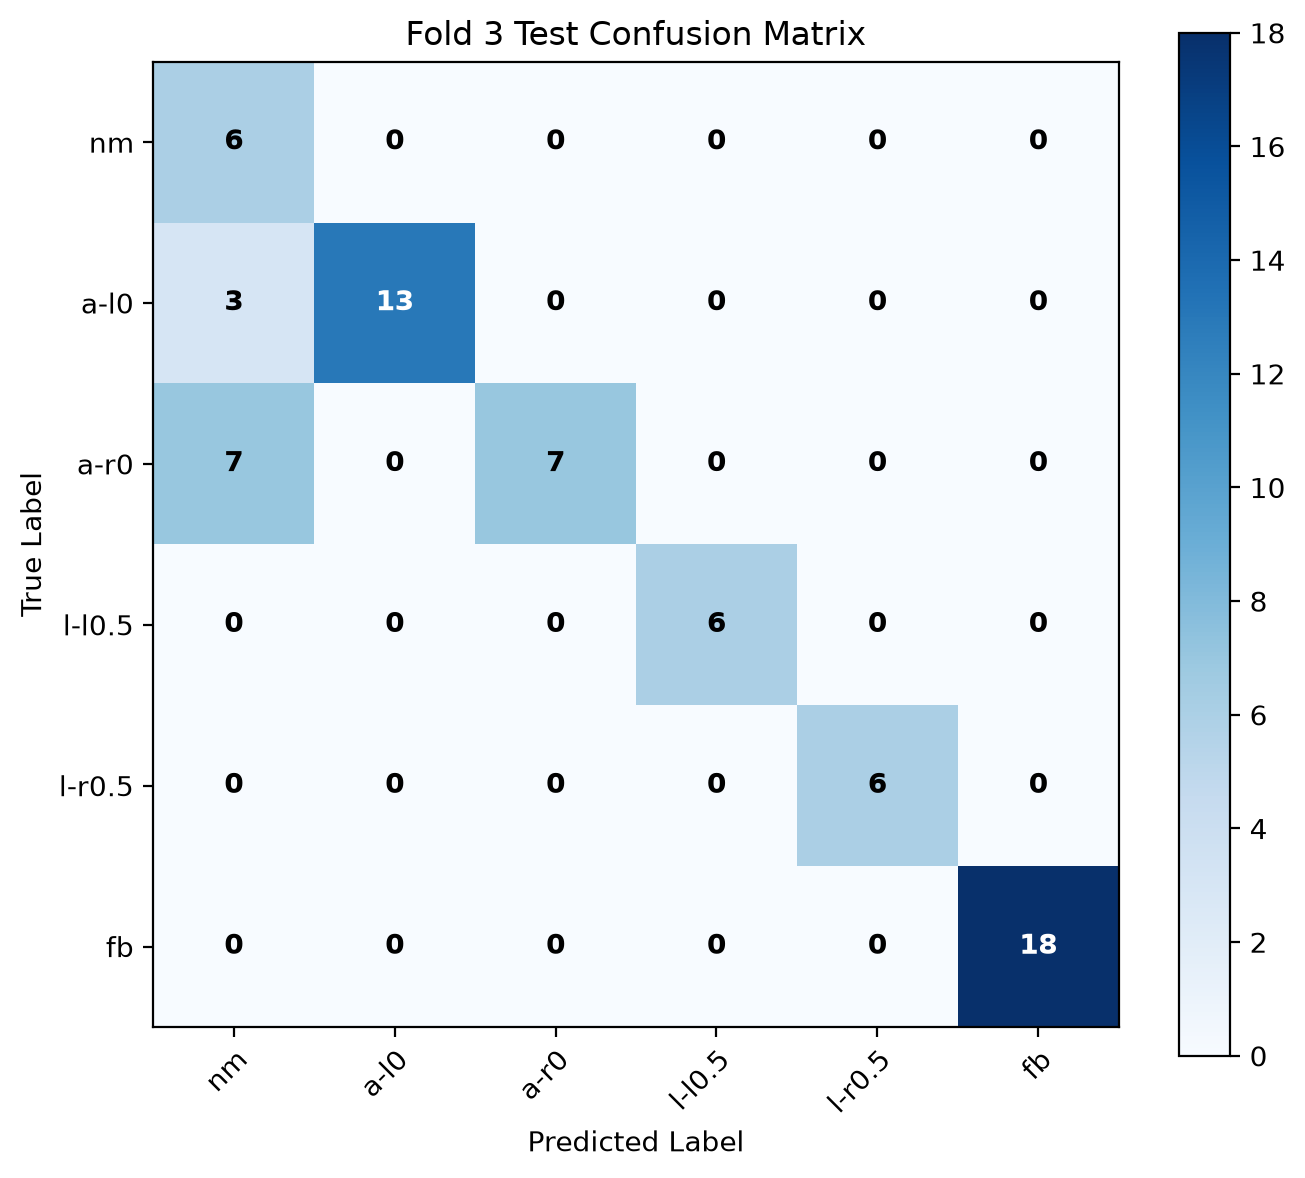 Fold 3 Test Confusion Matrix
True Label
nm 6 0 0 0 0 0
a-l0 3 13 0 0 0 0
a-r0 7 0 7 0 0 0
l-l0.5 0 0 0 6 0 0
l-r0.5 0 0 0 0 6 0
fb 0 0 0 0 0 18
nm a-l0 a-r0 l-l0.5 l-r0.5 fb
Predicted Label
18
16
14
12
10
8
6
4
2
0